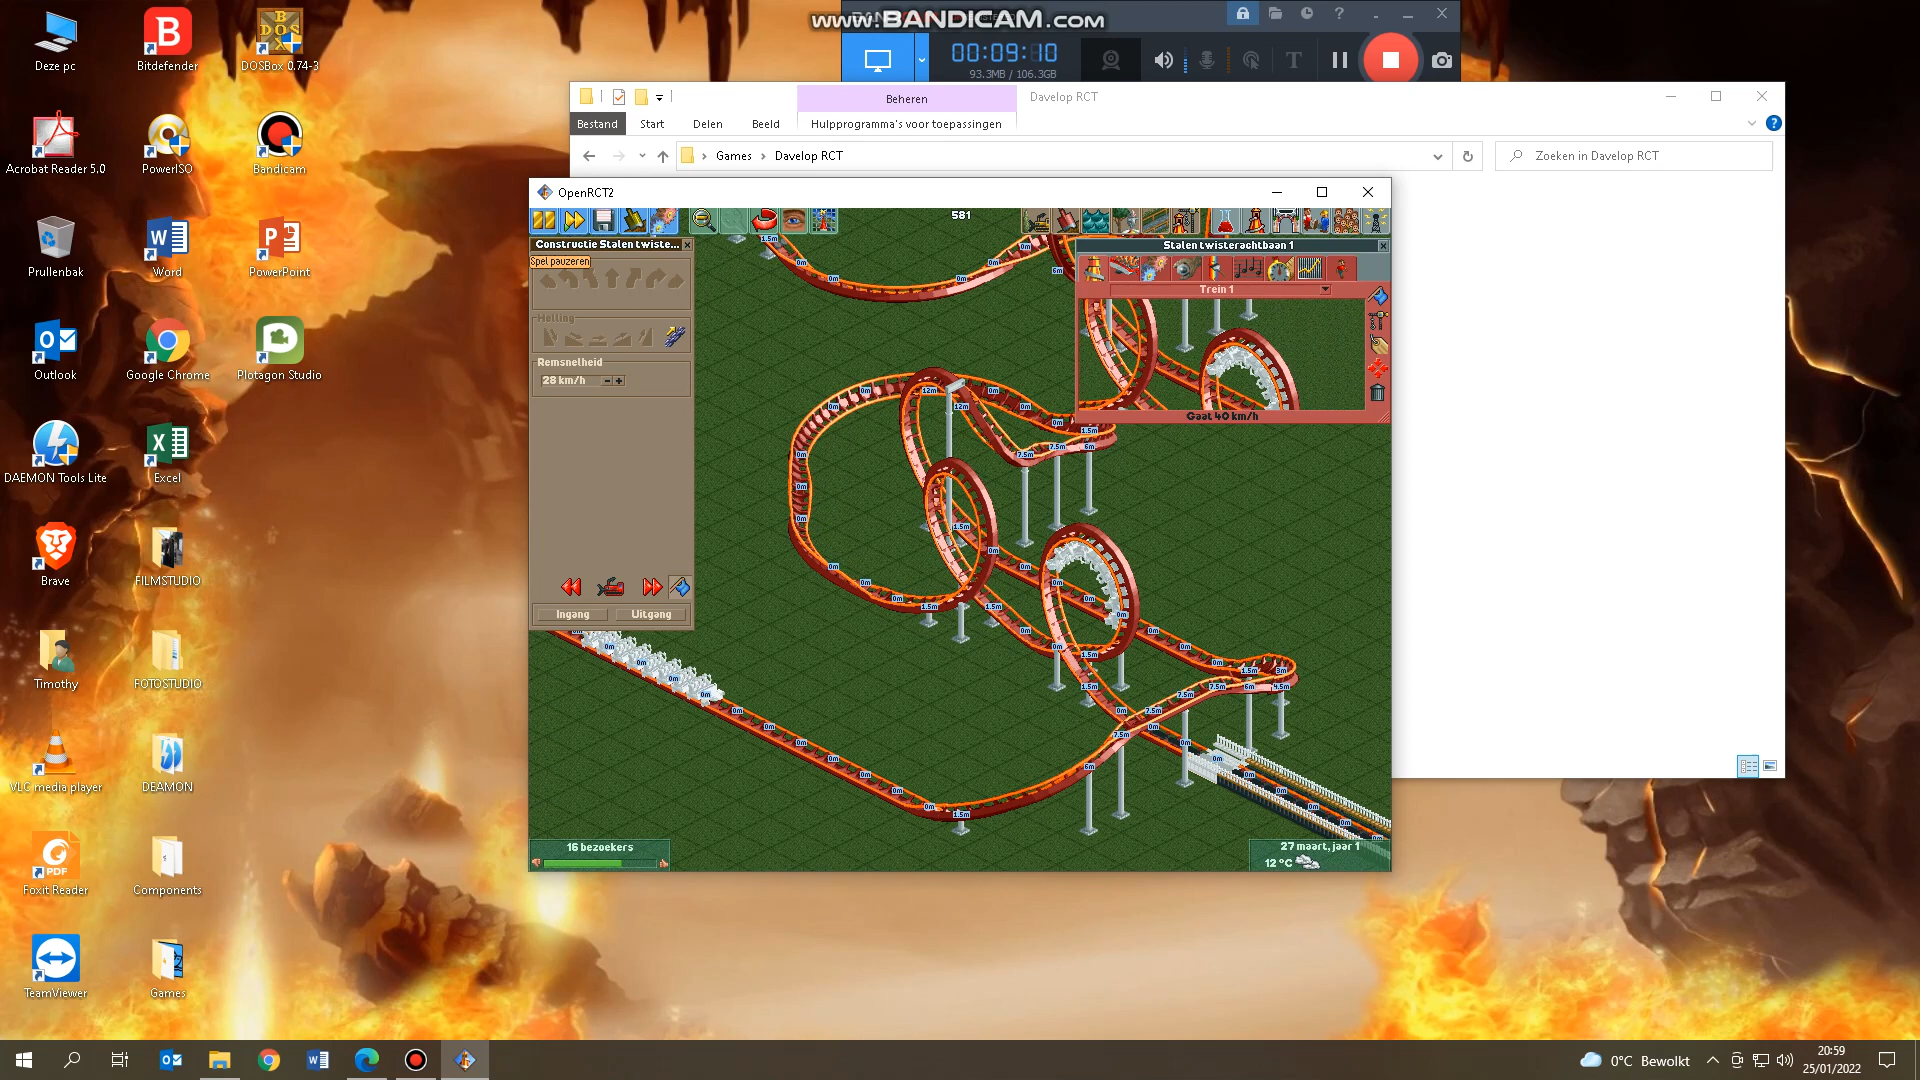 www.BANDICAM.com
00:09:10
93.3MB / 106.3GB
Deze pc
Bitdefender
DOSBox 0.74-3
Acrobat Reader 5.0
PowerISO
Bandicam
Prullenbak
Word
PowerPoint
Outlook
Google Chrome
Plotagon Studio
DAEMON Tools Lite
Excel
Brave
FILMSTUDIO
Timothy
FOTOSTUDIO
VLC media player
DEAMON
Foxit Reader
Components
TeamViewer
Games
Beheren
Davelop RCT
Bestand
Start
Delen
Beeld
Hulpprogramma's voor toepassingen
Games
Davelop RCT
Zoeken in Davelop RCT
OpenRCT2
581
Constructie Stalen twiste...
Spel pauzeren
Helling
Remsnelheid
28 km/h
Ingang
Uitgang
Stalen twisterachtbaan 1
Trein 1
Gaat 40 km/h
16 bezoekers
27 maart, jaar 1
12 °C
0°C Bewolkt
20:59
25/01/2022